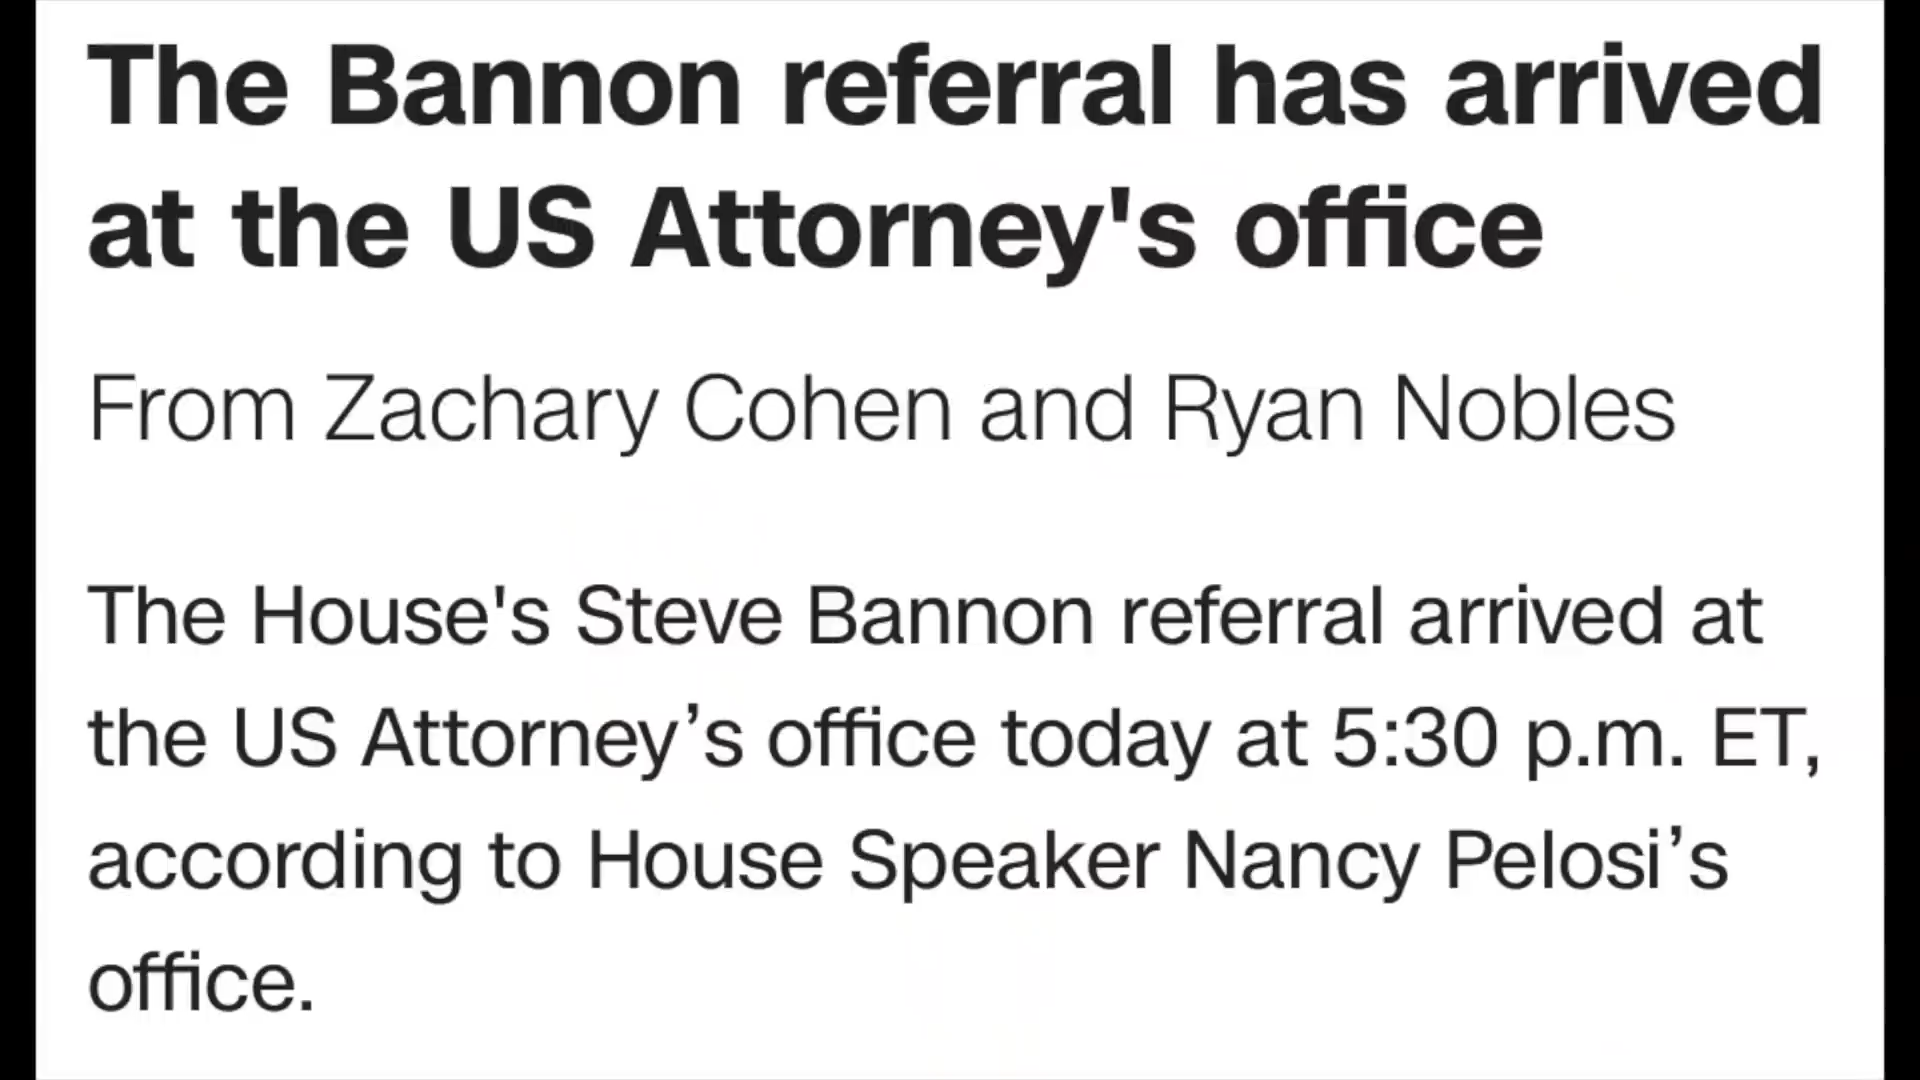 The Bannon referral has arrived
at the US Attorney's office
From Zachary Cohen and Ryan Nobles
The House's Steve Bannon referral arrived at
the US Attorney’s office today at 5:30 p.m. ET,
according to House Speaker Nancy Pelosi’s
office.